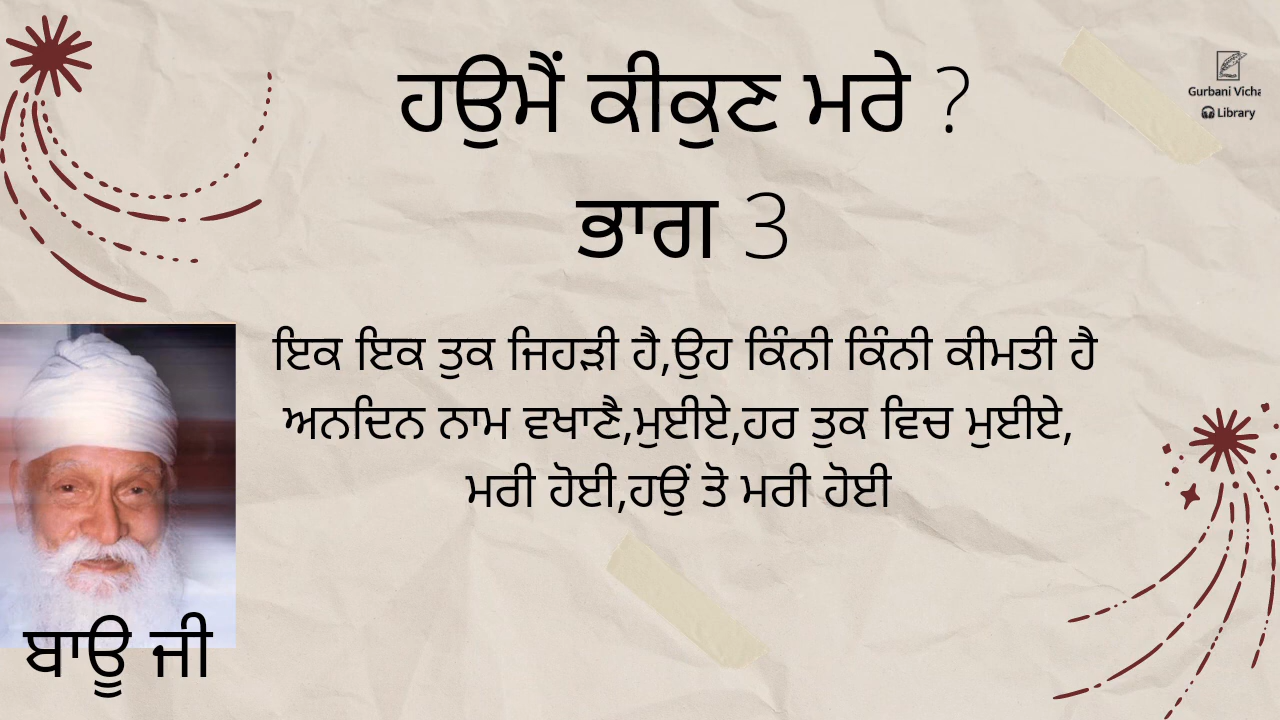 ਹਉਮੈਂ ਕੀਕੁਣ ਮਰੇ ?
ਭਾਗ 3
Gurbani Vicha
Library
ਇਕ ਇਕ ਤੁਕ ਜਿਹੜੀ ਹੈ,ਉਹ ਕਿੰਨੀ ਕਿੰਨੀ ਕੀਮਤੀ ਹੈ
ਅਨਦਿਨ ਨਾਮ ਵਖਾਣੈ,ਮੁਈਏ,ਹਰ ਤੁਕ ਵਿਚ ਮੁਈਏ,
ਮਰੀ ਹੋਈ,ਹਉਂ ਤੋ ਮਰੀ ਹੋਈ
ਬਾਊ ਜੀ